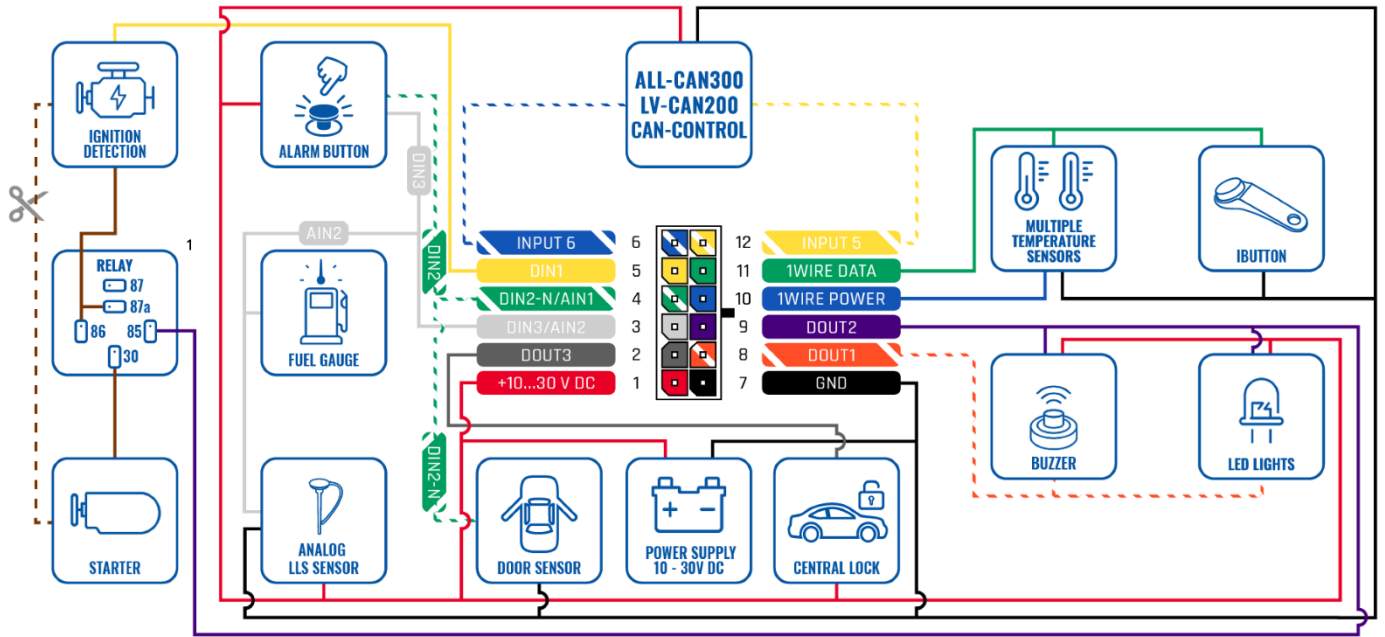 IGNITION
DETECTION
ALARM BUTTON
ALL-CAN300
LV-CAN200
CAN-CONTROL
DIN3
AIN2
DIN2
MULTIPLE
TEMPERATURE
SENSORS
IBUTTON
1
RELAY
87
87a
86
85
30
FUEL GAUGE
INPUT 6
6
12
INPUT 5
DIN1
5
11
1WIRE DATA
DIN2-N/AIN1
4
10
1WIRE POWER
DIN3/AIN2
3
9
DOUT2
DOUT3
2
8
DOUT1
+10...30 V DC
1
7
GND
DIN2-N
BUZZER
LED LIGHTS
STARTER
ANALOG
LLS SENSOR
DOOR SENSOR
POWER SUPPLY
10 - 30V DC
CENTRAL LOCK